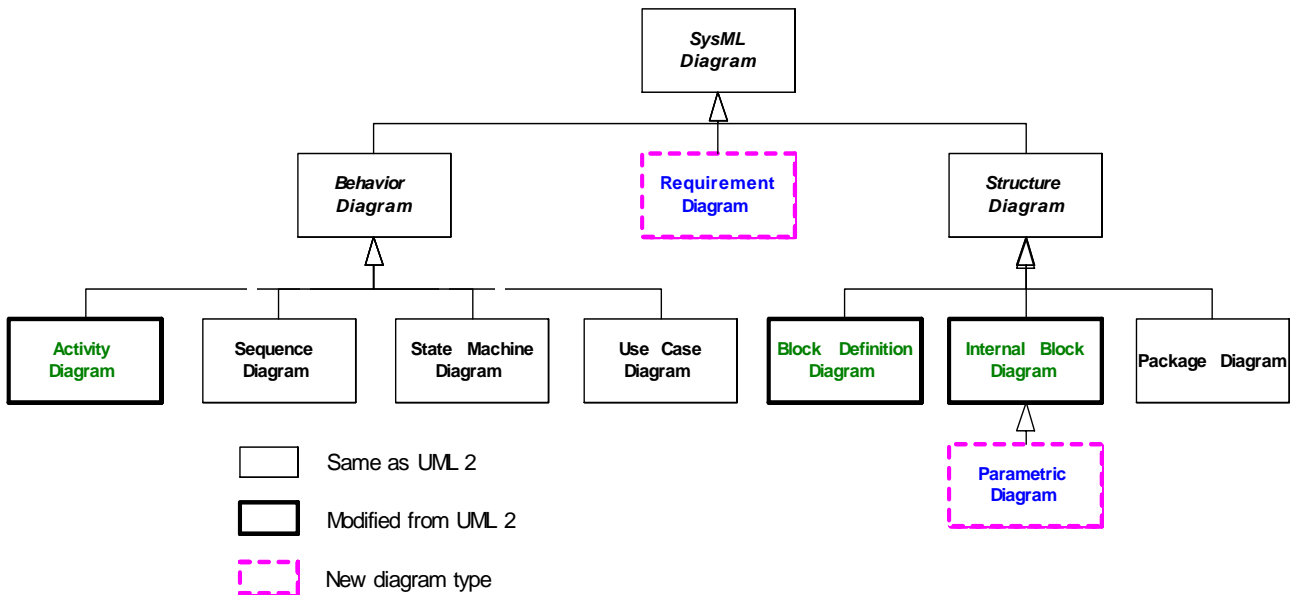 SysML
Diagram
Behavior
Diagram
Requirement
Diagram
Structure
Diagram
Activity
Diagram
Sequence
Diagram
State Machine
Diagram
Use Case
Diagram
Block Definition
Diagram
Internal Block
Diagram
Package Diagram
Parametric
Diagram
Same as UML 2
Modified from UML 2
New diagram type